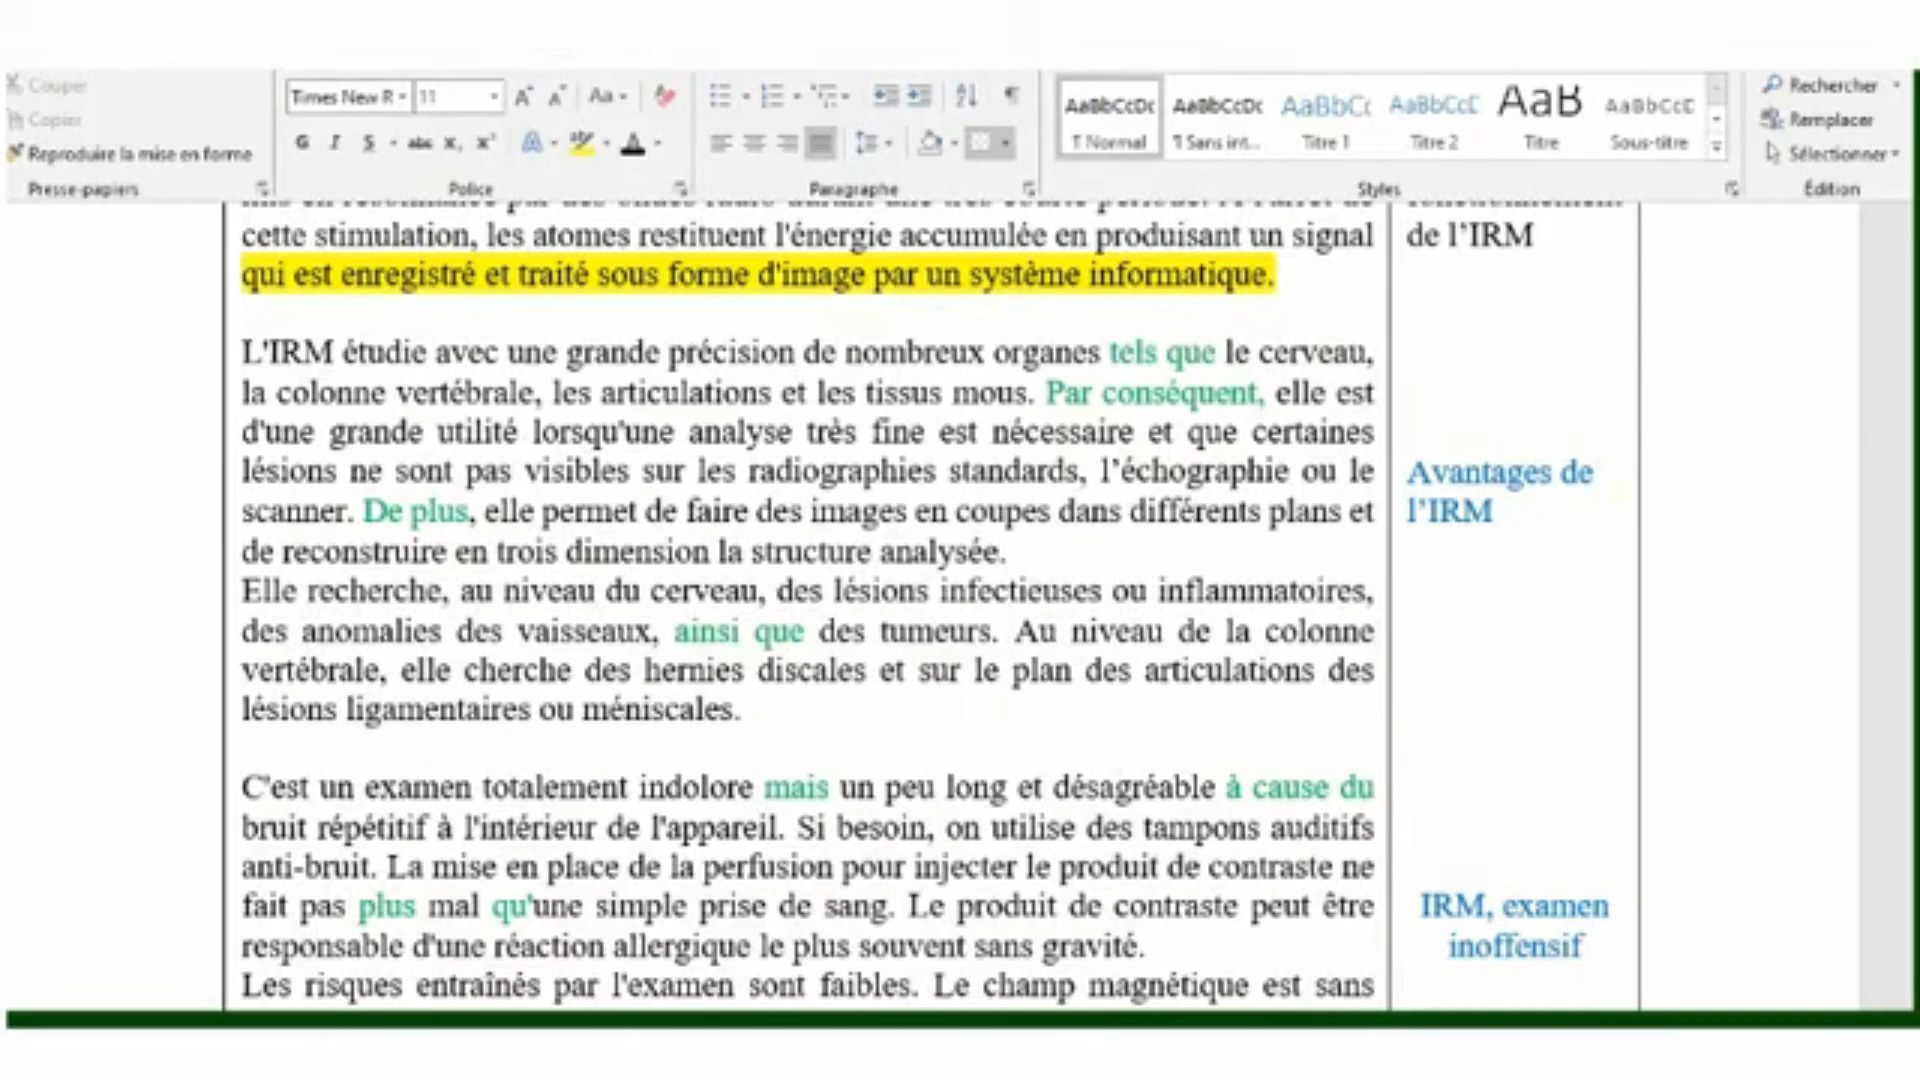 Couper
Copier
Reproduire la mise en forme
Presse-papiers
Times New R
11
Aa
G I S abc x, x
A
Police
Paragraphe
AaBbCcDc
¶ Normal
AaBbCcDc
¶ Sans int...
AaBbCc
Titre 1
AaBbCcC
Titre 2
AaB
Titre
AaBbCcC
Sous-titre
Styles
Rechercher
Remplacer
Sélectionner
Édition
cette stimulation, les atomes restituent l'énergie accumulée en produisant un signal
qui est enregistré et traité sous forme d'image par un système informatique.
L'IRM étudie avec une grande précision de nombreux organes tels que le cerveau,
la colonne vertébrale, les articulations et les tissus mous. Par conséquent, elle est
d'une grande utilité lorsqu'une analyse très fine est nécessaire et que certaines
lésions ne sont pas visibles sur les radiographies standards, l’échographie ou le
scanner. De plus, elle permet de faire des images en coupes dans différents plans et
de reconstruire en trois dimension la structure analysée.
Elle recherche, au niveau du cerveau, des lésions infectieuses ou inflammatoires,
des anomalies des vaisseaux, ainsi que des tumeurs. Au niveau de la colonne
vertébrale, elle cherche des hernies discales et sur le plan des articulations des
lésions ligamentaires ou méniscales.
C'est un examen totalement indolore mais un peu long et désagréable à cause du
bruit répétitif à l'intérieur de l'appareil. Si besoin, on utilise des tampons auditifs
anti-bruit. La mise en place de la perfusion pour injecter le produit de contraste ne
fait pas plus mal qu'une simple prise de sang. Le produit de contraste peut être
responsable d'une réaction allergique le plus souvent sans gravité.
Les risques entraînés par l'examen sont faibles. Le champ magnétique est sans
de l’IRM
Avantages de
l’IRM
IRM, examen
inoffensif